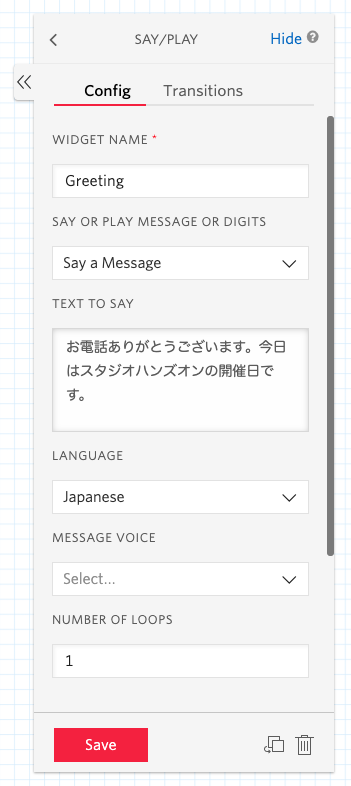 SAY/PLAY
Hide
Config Transitions
WIDGET NAME *
Greeting
SAY OR PLAY MESSAGE OR DIGITS
Say a Message
TEXT TO SAY
お電話ありがとうございます。今日
はスタジオハンズオンの開催日で
す。
LANGUAGE
Japanese
MESSAGE VOICE
Select...
NUMBER OF LOOPS
1
Save